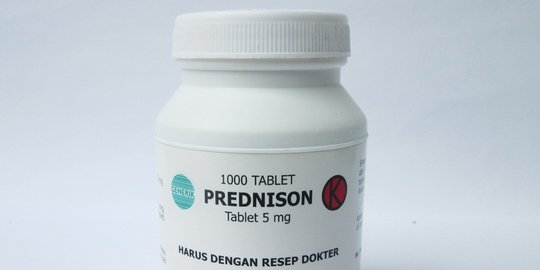 1000 TABLET
GENERIK
PREDNISON
K
Tablet 5 mg
HARUS DENGAN RESEP DOKTER